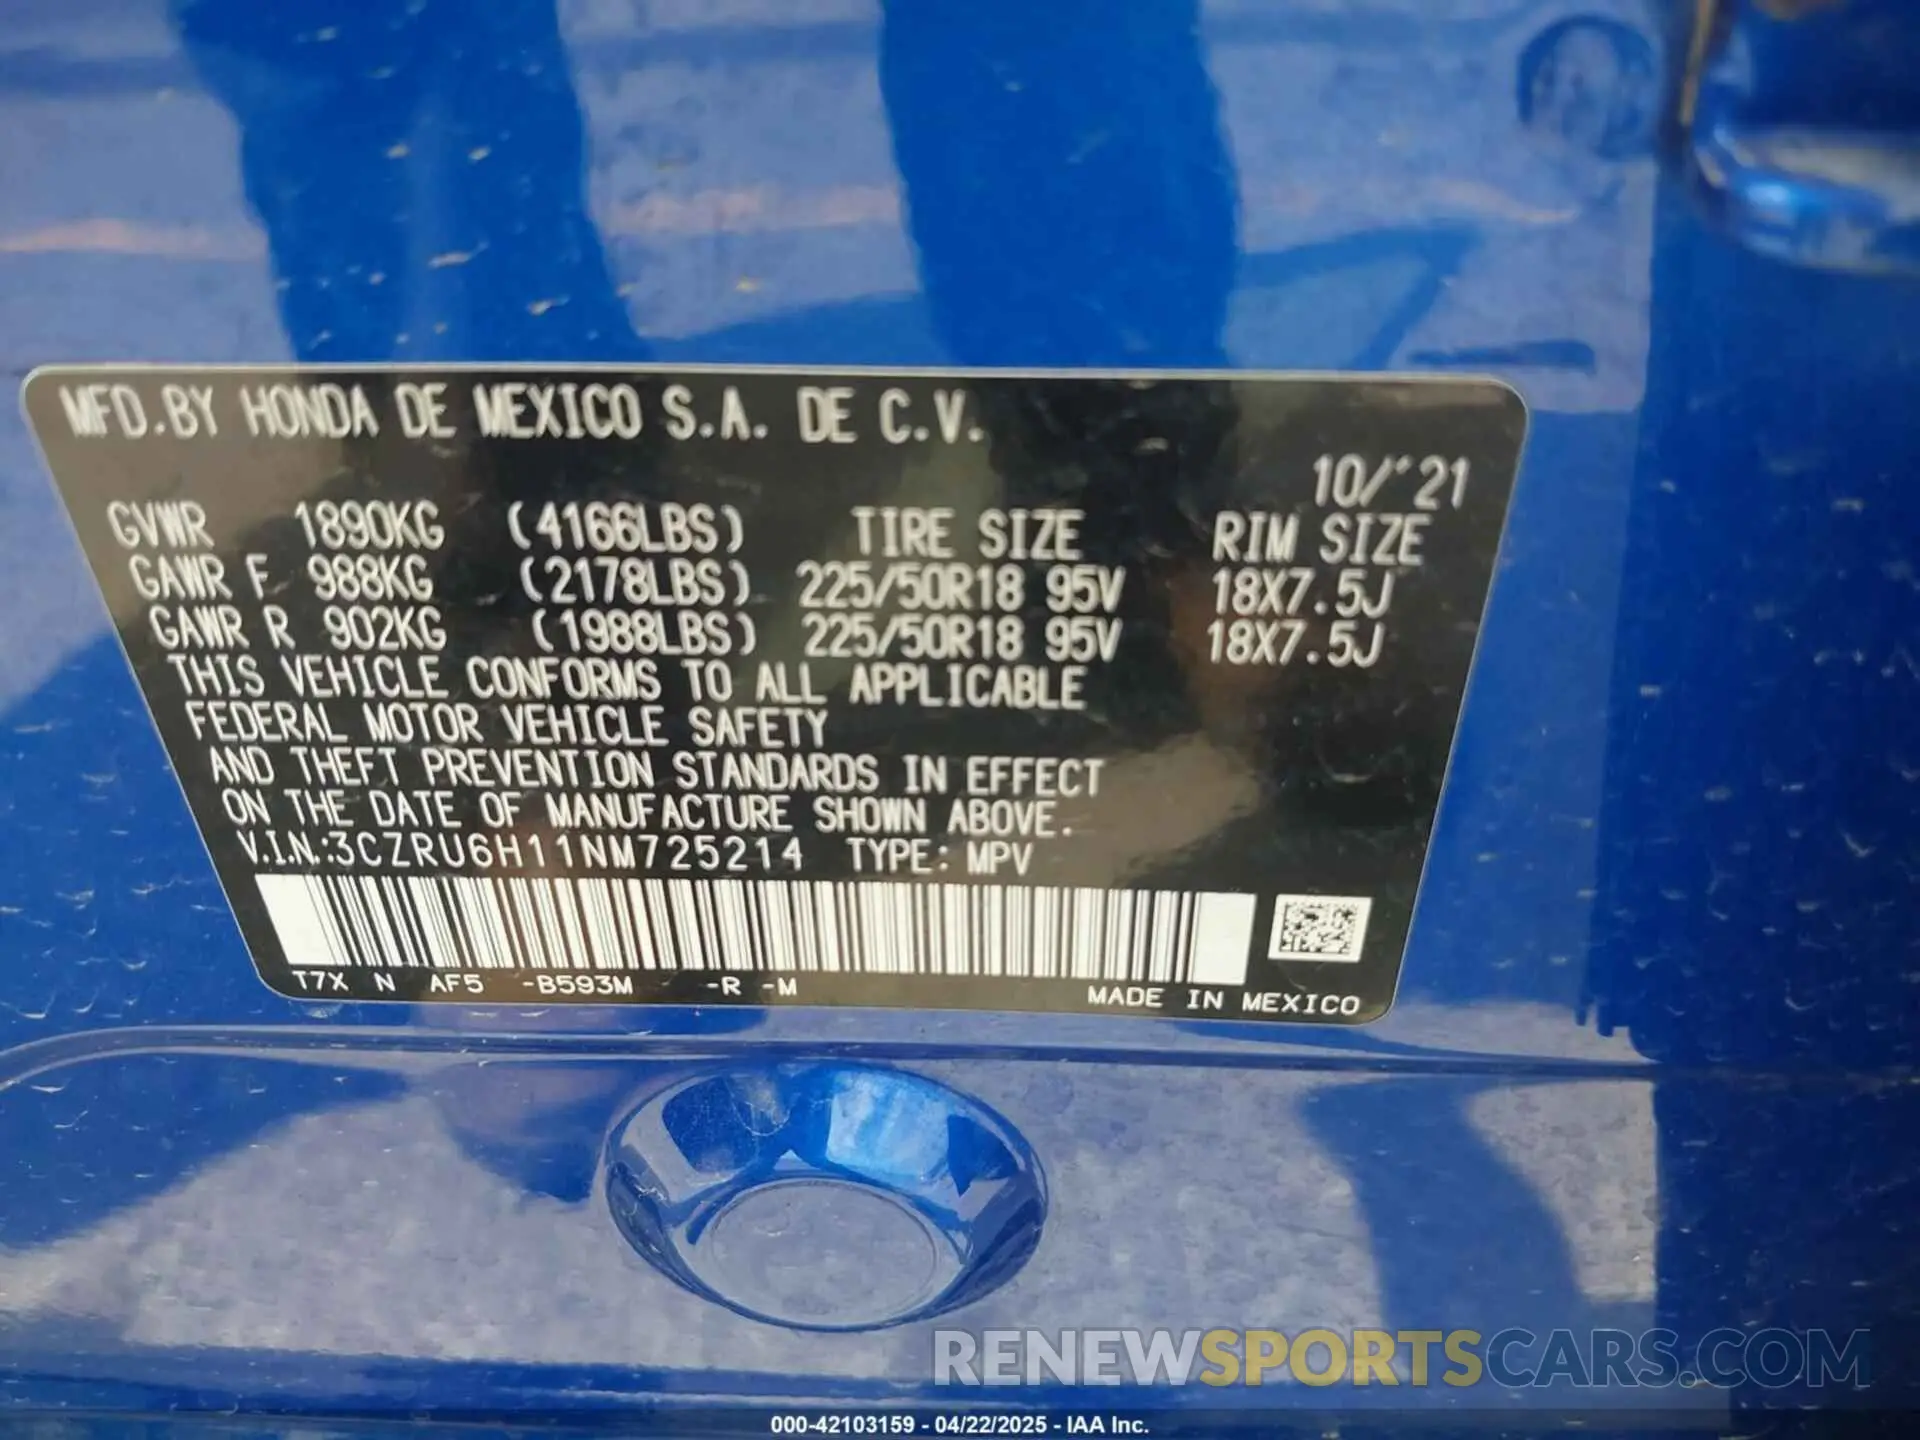 MFD.BY HONDA DE MEXICO S.A. DE C.V.
10/'21
GVWR 1890KG (4166LBS) TIRE SIZE RIM SIZE
GAWR F 988KG (2178LBS) 225/50R18 95V 18X7.5J
GAWR R 902KG (1988LBS) 225/50R18 95V 18X7.5J
THIS VEHICLE CONFORMS TO ALL APPLICABLE
FEDERAL MOTOR VEHICLE SAFETY
AND THEFT PREVENTION STANDARDS IN EFFECT
ON THE DATE OF MANUFACTURE SHOWN ABOVE.
V.I.N.:3CZRU6H11NM725214 TYPE: MPV
T7X N AF5 -B593M -R -M
MADE IN MEXICO
RENEWSPORTSCARS.COM
000-42103159 - 04/22/2025 - IAA Inc.